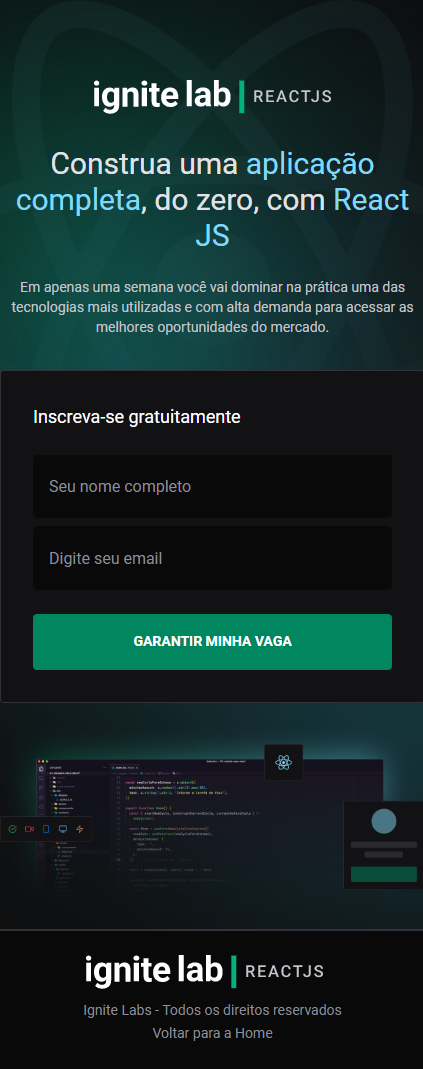 ignite lab | REACTJS
Construa uma aplicação
completa, do zero, com React
JS
Em apenas uma semana você vai dominar na prática uma das
tecnologias mais utilizadas e com alta demanda para acessar as
melhores oportunidades do mercado.
Inscreva-se gratuitamente
Seu nome completo
Digite seu email
GARANTIR MINHA VAGA
ignite lab | REACTJS
Ignite Labs - Todos os direitos reservados
Voltar para a Home